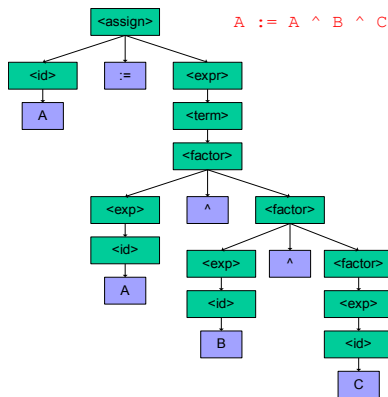 <assign> A := A ^ B ^ C
<id> := <expr>
A <term>
<factor>
<exp> ^ <factor>
<id> <exp> ^ <factor>
A <id> <exp>
B <id>
C